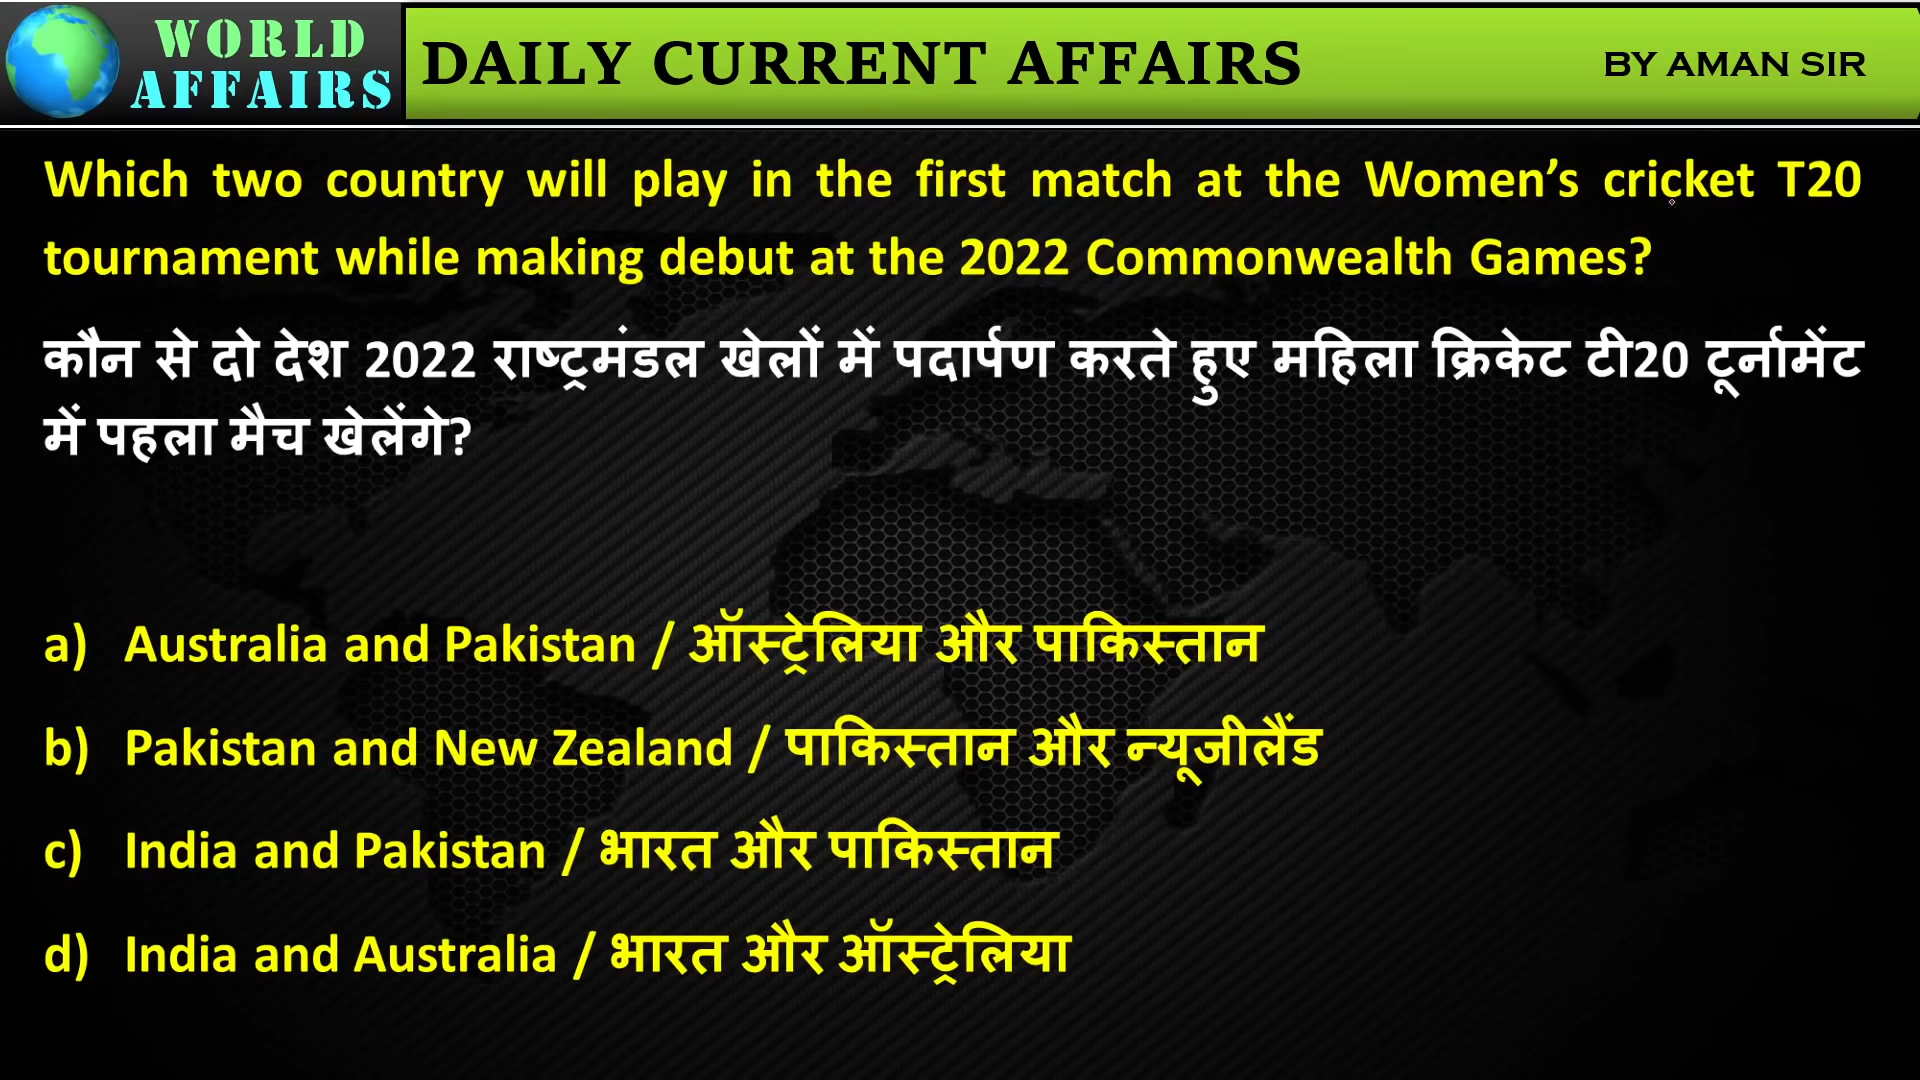 WORLD
AFFAIRS
DAILY CURRENT AFFAIRS
BY AMAN SIR
Which two country will play in the first match at the Women’s cricket T20
tournament while making debut at the 2022 Commonwealth Games?
कौन से दो देश 2022 राष्ट्रमंडल खेलों में पदार्पण करते हुए महिला क्रिकेट टी20 टूर्नामेंट
में पहला मैच खेलेंगे?
a) Australia and Pakistan / ऑस्ट्रेलिया और पाकिस्तान
b) Pakistan and New Zealand / पाकिस्तान और न्यूजीलैंड
c) India and Pakistan / भारत और पाकिस्तान
d) India and Australia / भारत और ऑस्ट्रेलिया